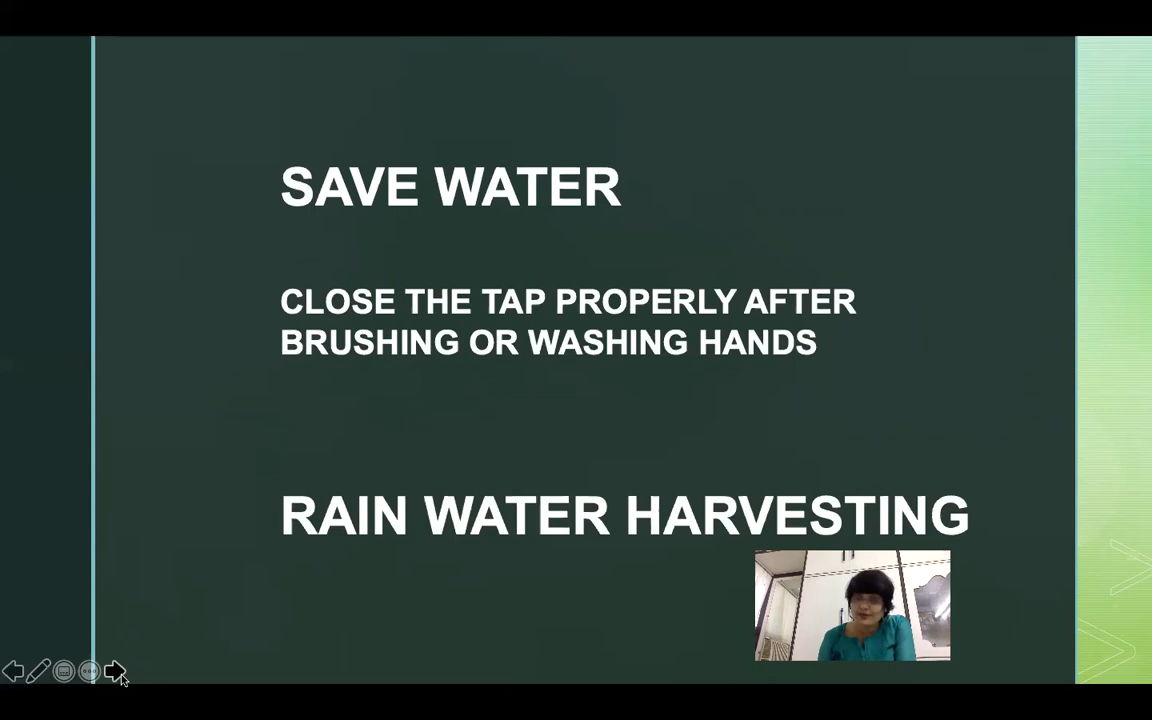 SAVE WATER
CLOSE THE TAP PROPERLY AFTER
BRUSHING OR WASHING HANDS
RAIN WATER HARVESTING